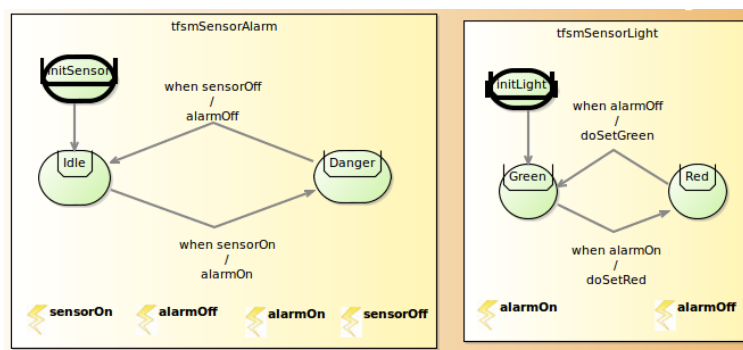 tfsmSensorAlarm
initSensor
when sensorOff
/
alarmOff
Idle
Danger
when sensorOn
/
alarmOn
sensorOn
alarmOff
alarmOn
sensorOff
tfsmSensorLight
initLight
when alarmOff
/
doSetGreen
Green
Red
when alarmOn
/
doSetRed
alarmOn
alarmOff